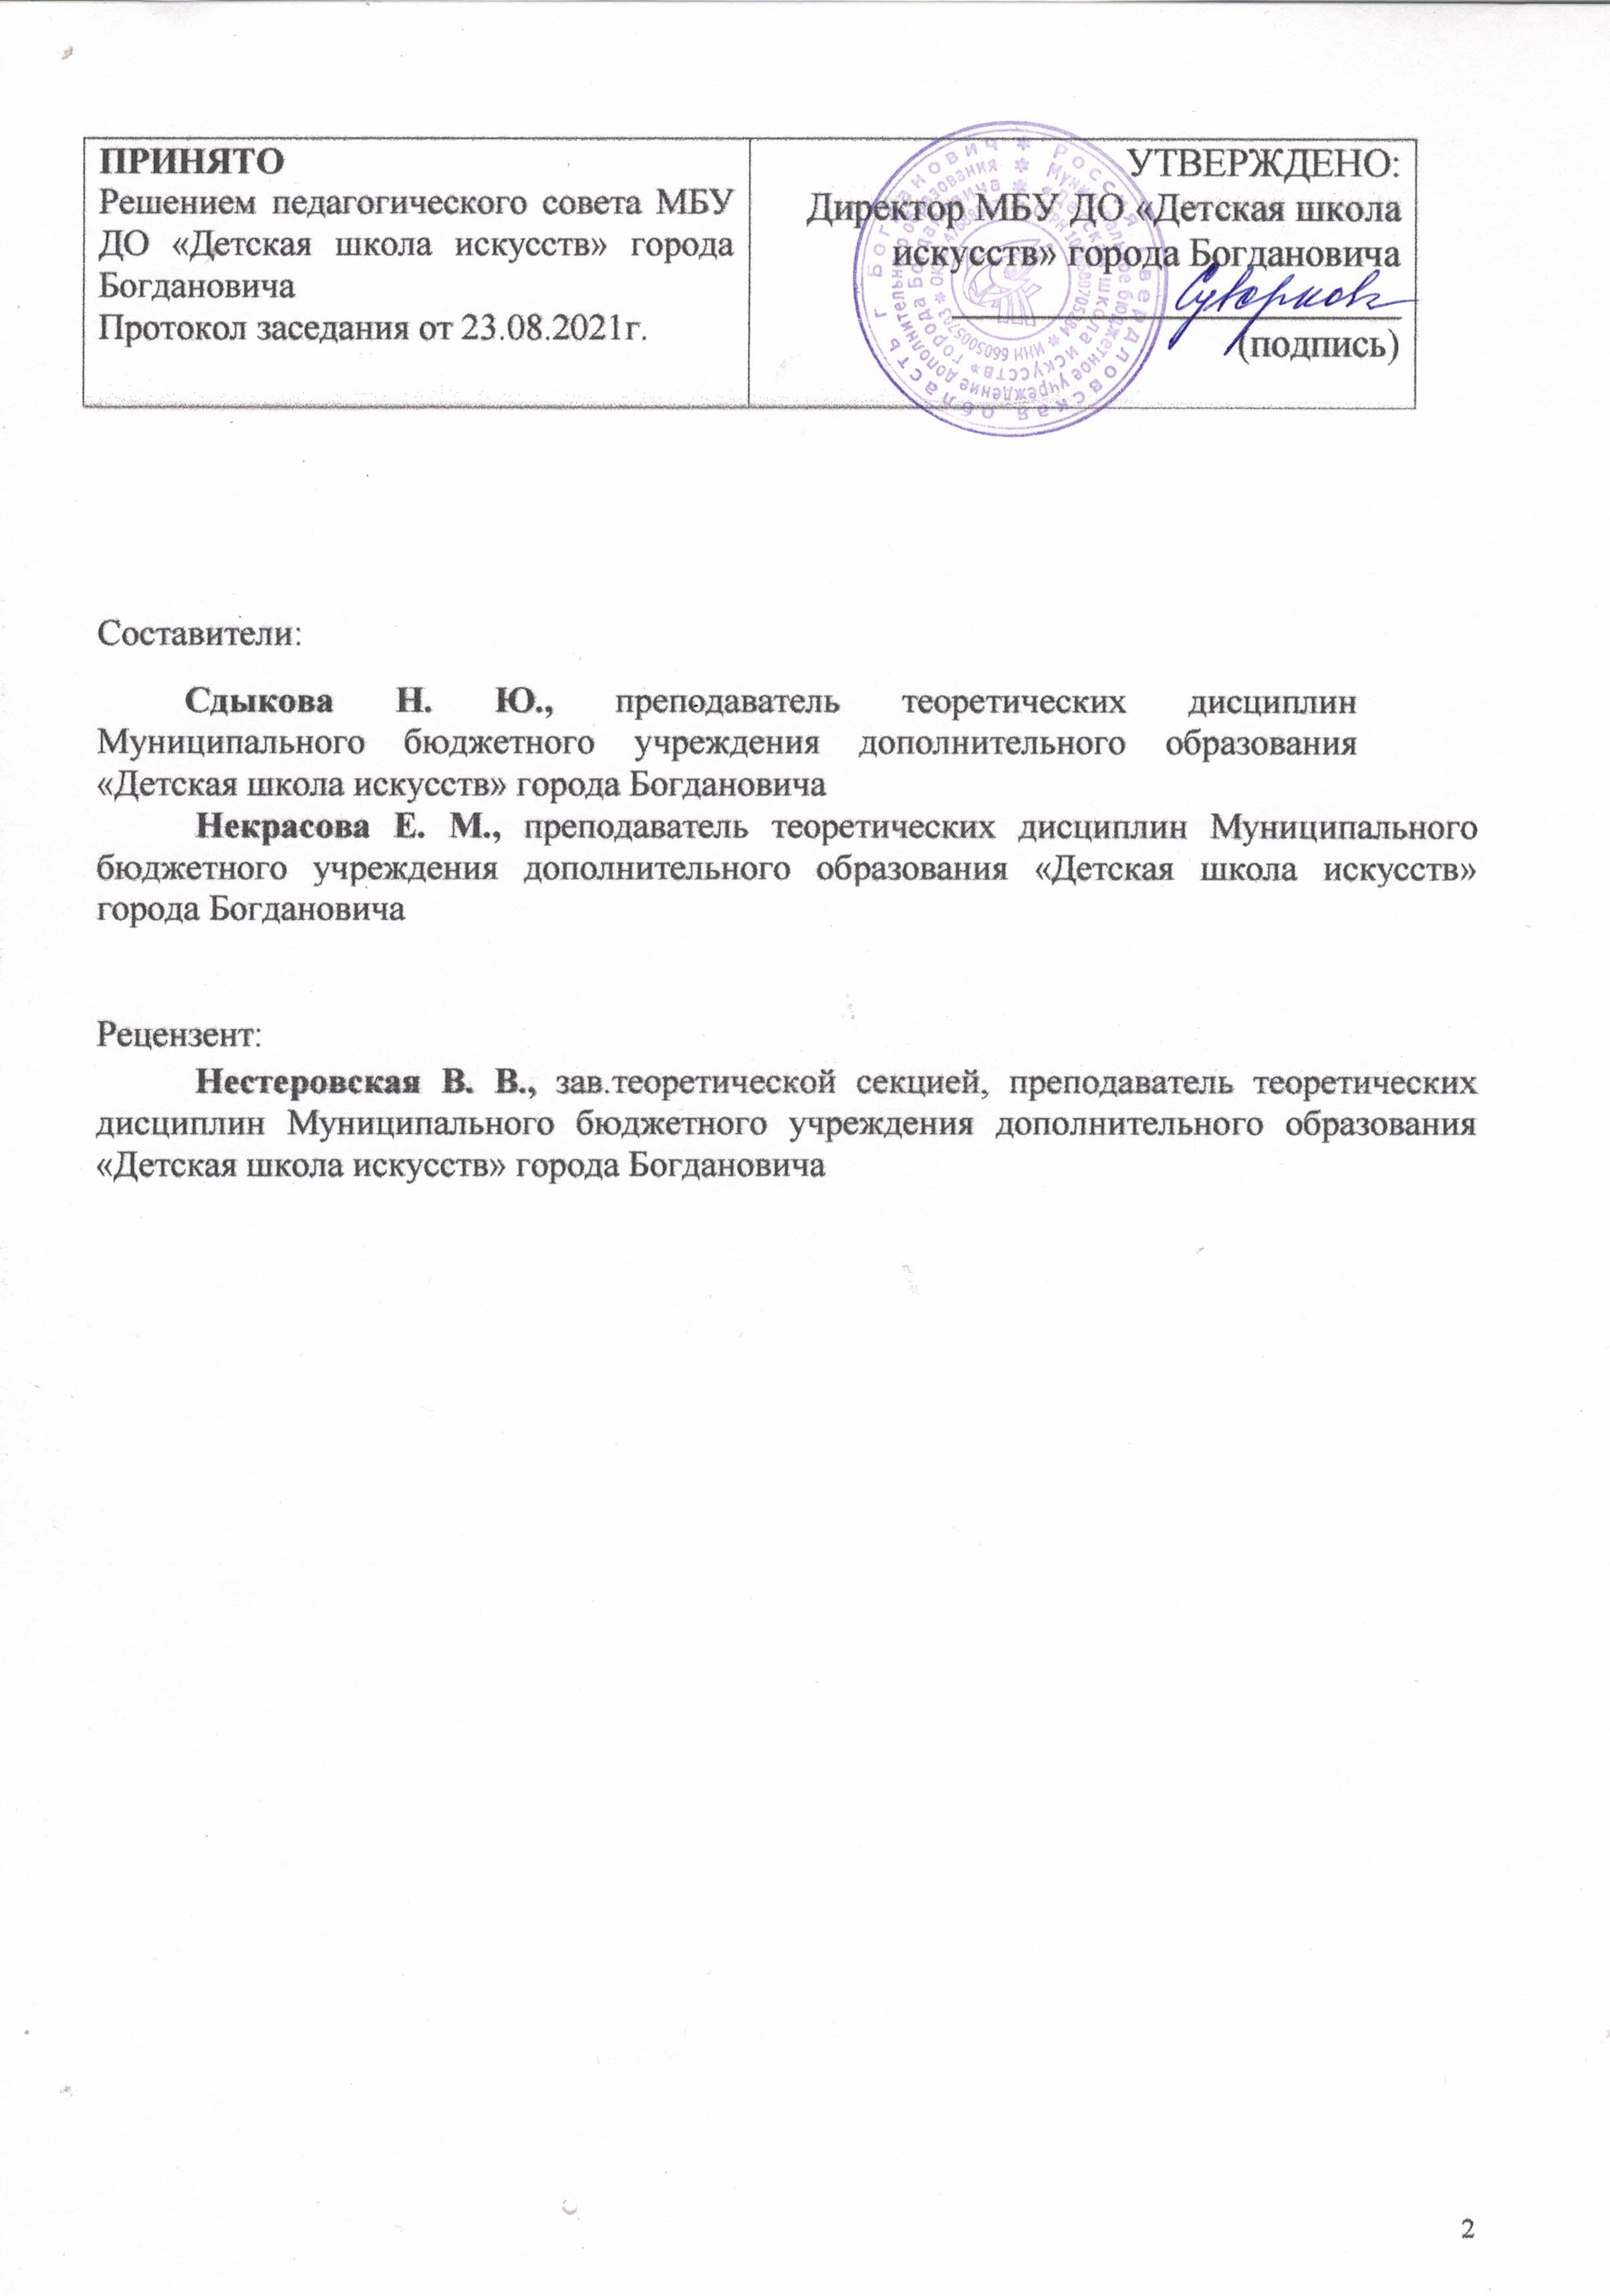 ПРИНЯТО
Решением педагогического совета МБУ
ДО «Детская школа искусств» города
Богдановича
Протокол заседания от 23.08.2021г.
УТВЕРЖДЕНО:
Директор МБУ ДО «Детская школа
искусств» города Богдановича
(подпись)
Составители:
Сдыкова Н. Ю., преподаватель теоретических дисциплин
Муниципального бюджетного учреждения дополнительного образования
«Детская школа искусств» города Богдановича
Некрасова Е. М., преподаватель теоретических дисциплин Муниципального
бюджетного учреждения дополнительного образования «Детская школа искусств»
города Богдановича
Рецензент:
Нестеровская В. В., зав.теоретической секцией, преподаватель теоретических
дисциплин Муниципального бюджетного учреждения дополнительного образования
«Детская школа искусств» города Богдановича
2